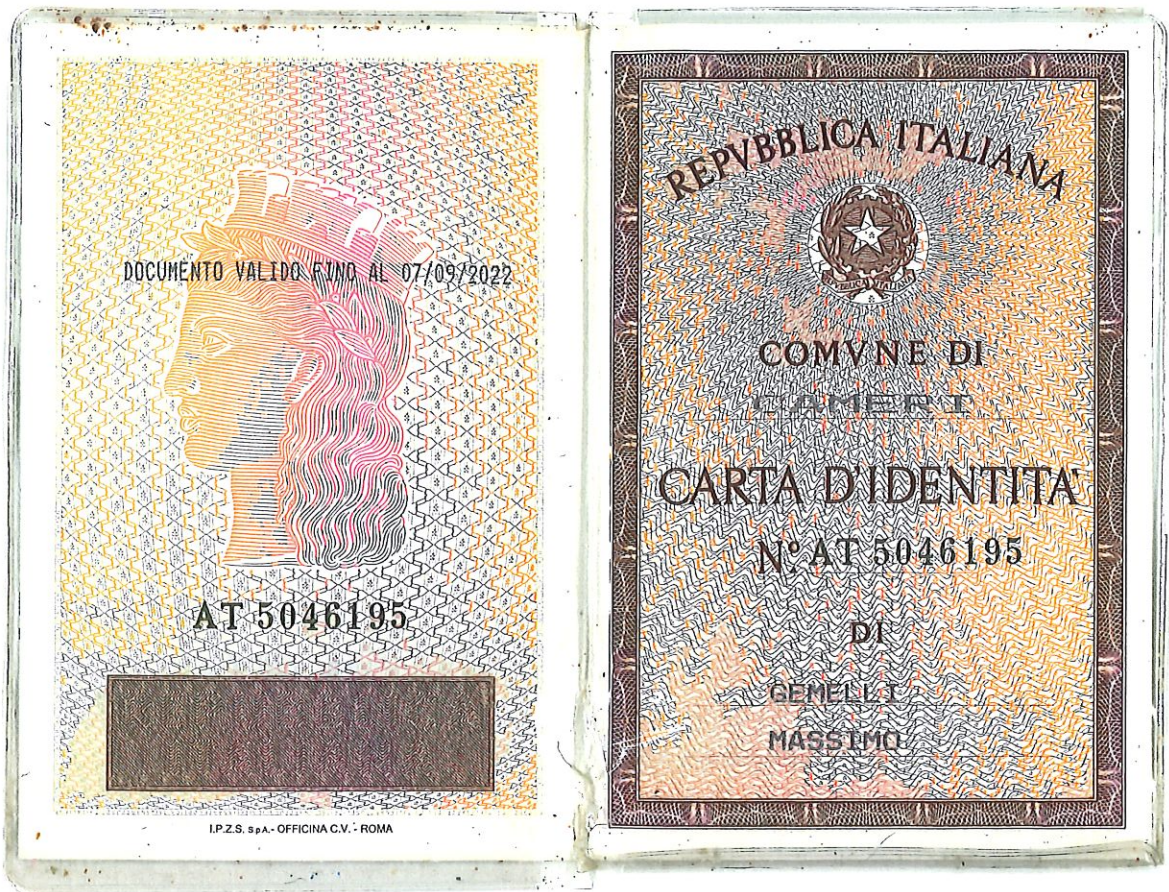 DOCUMENTO VALIDO FINO AL 07/09/2022
AT 5046195
I.P.Z.S. S.p.A. - OFFICINA C.V. - ROMA
REPVBBLICA ITALIANA
COMVNE DI
CAMERI
CARTA D'IDENTITA'
N° AT 5046195
DI
GEMELLI
MASSIMO